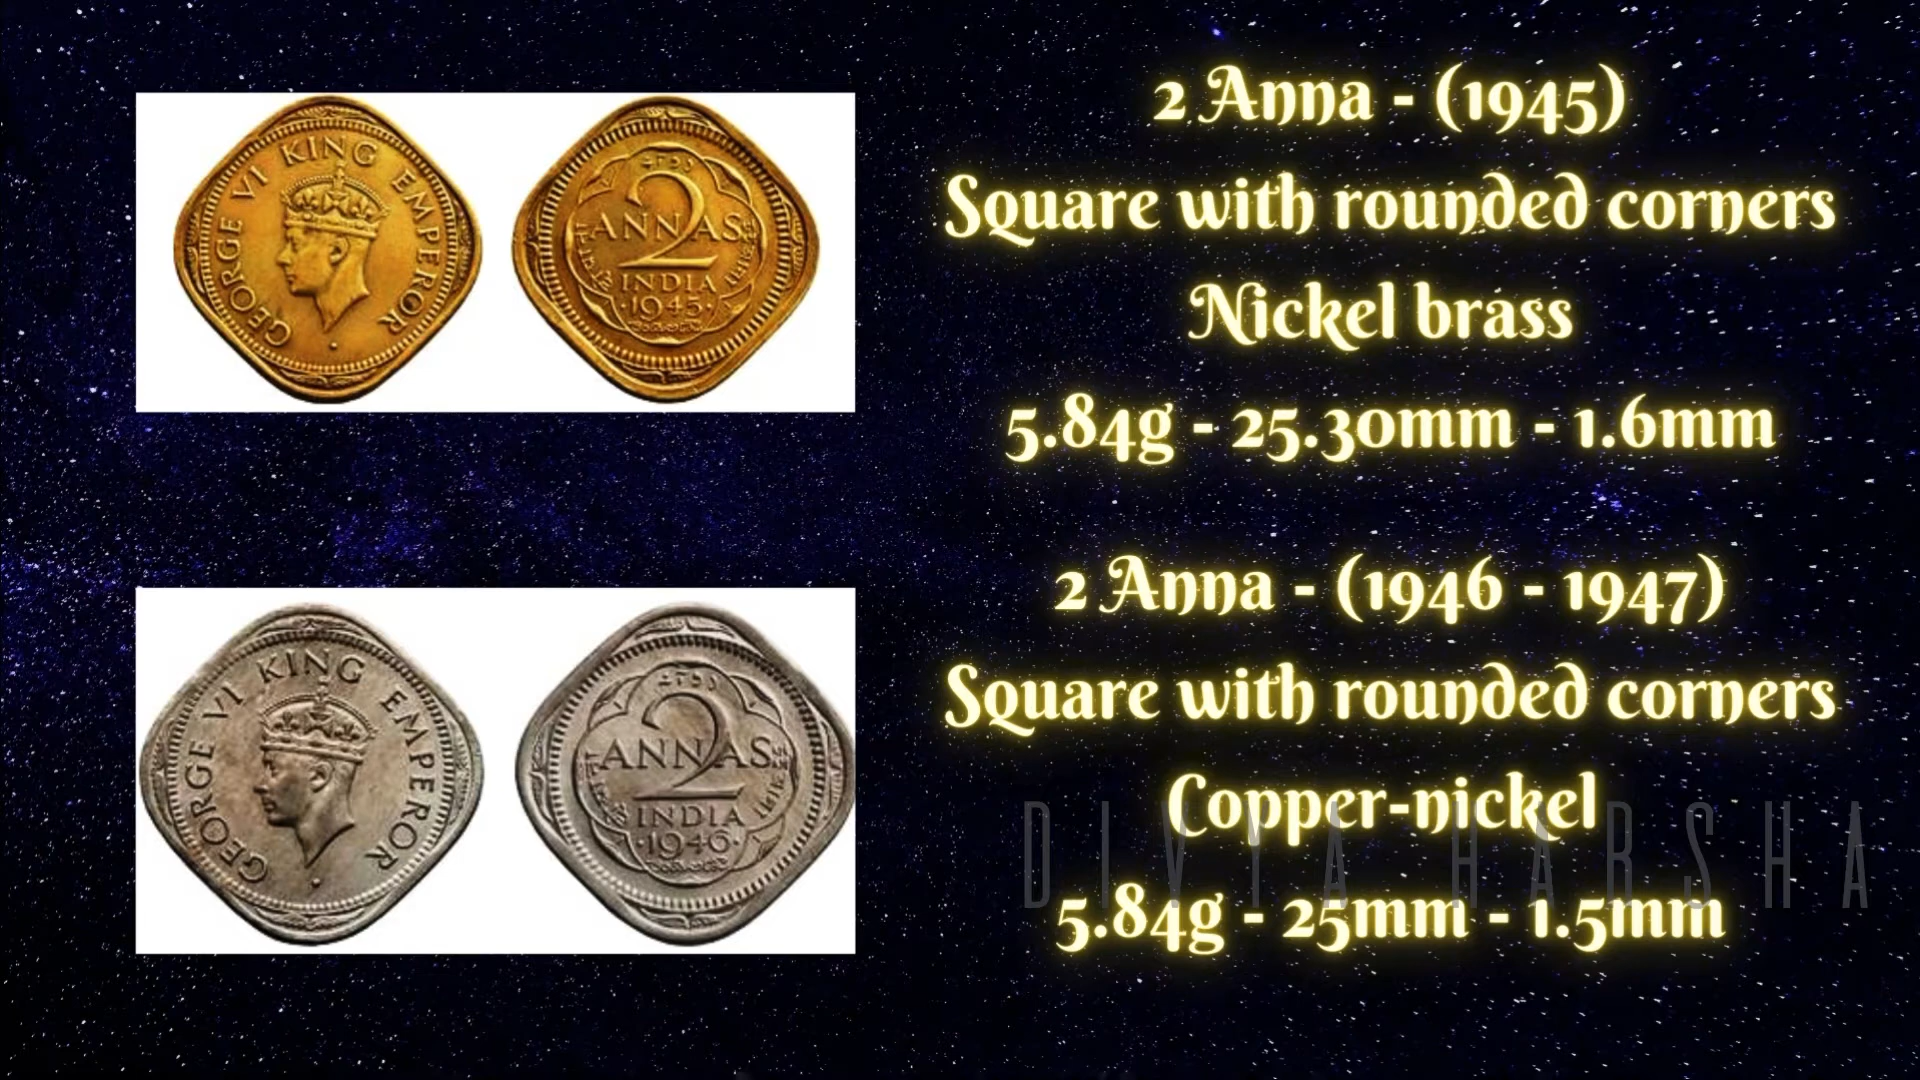 GEORGE VI KING EMPEROR
2
ANNAS
INDIA
·1945·
2 Anna - (1945)
Square with rounded corners
Nickel brass
5.84g - 25.30mm - 1.6mm
GEORGE VI KING EMPEROR
2
ANNAS
INDIA
·1946·
2 Anna - (1946 - 1947)
Square with rounded corners
Copper-nickel
5.84g - 25mm - 1.5mm
DIVYA HARSHA